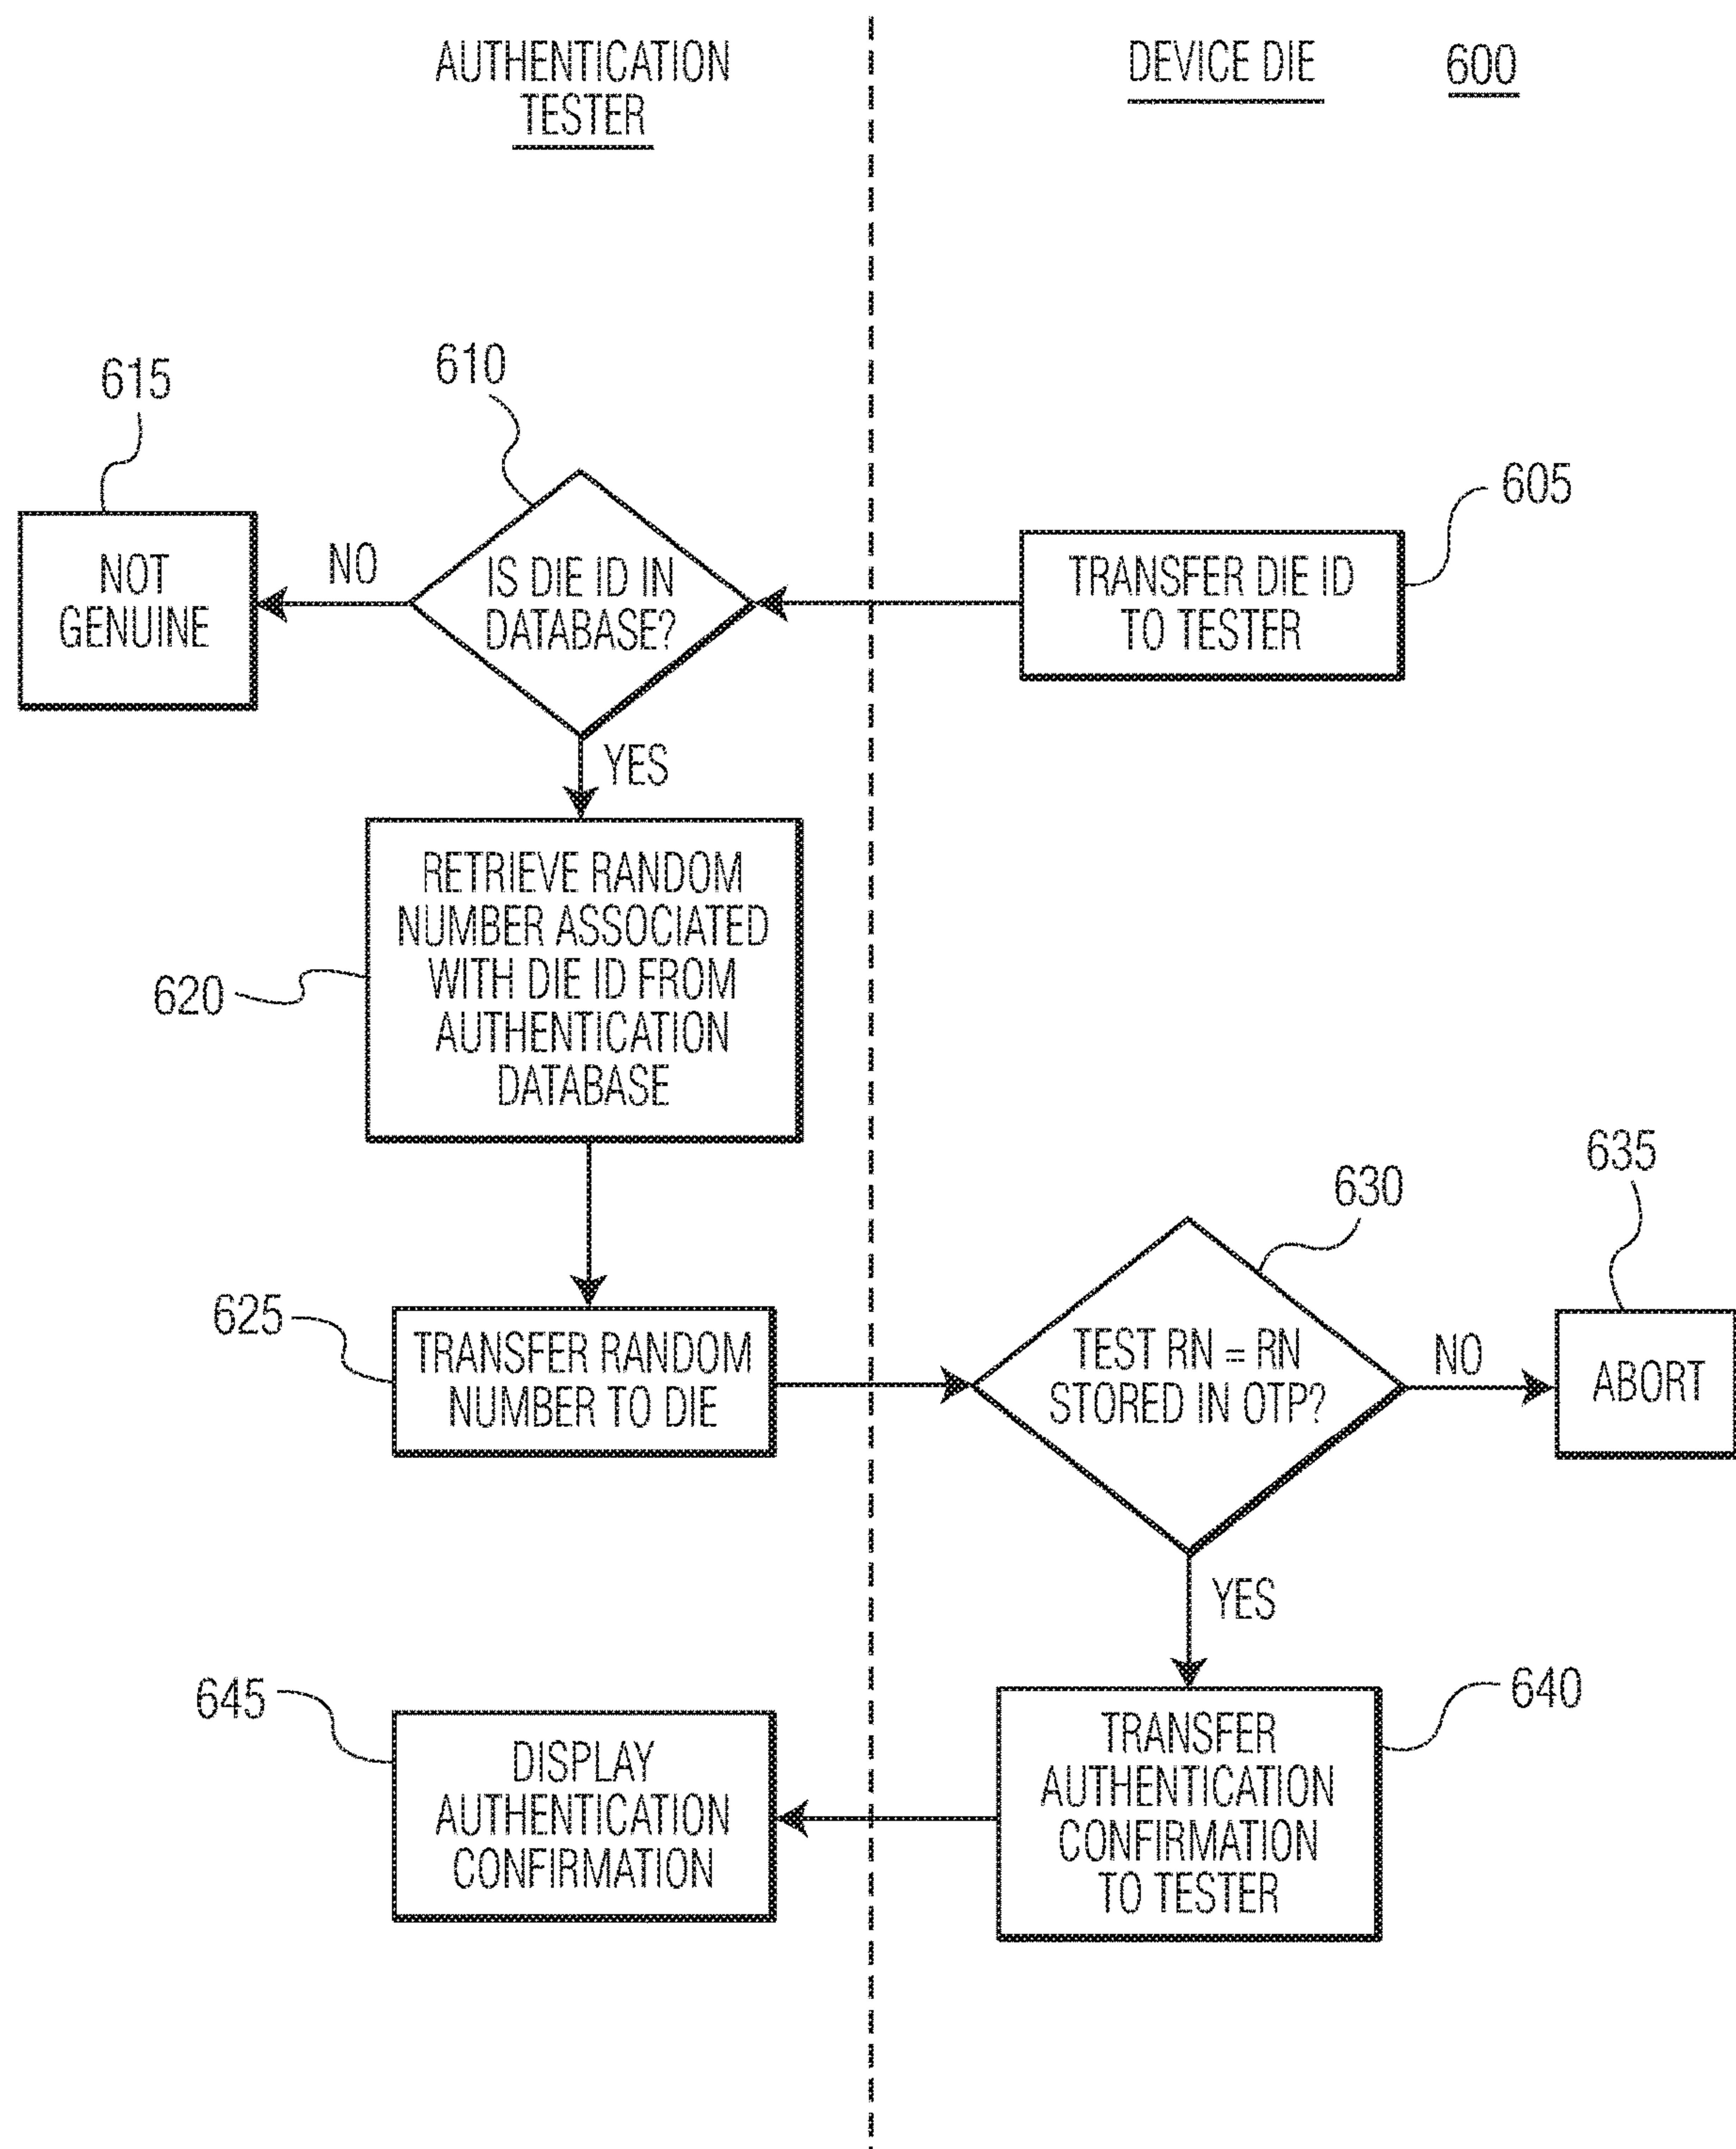 AUTHENTICATION
TESTER
DEVICE DIE
600
615
610
605
NOT
GENUINE
NO
IS DIE ID IN
DATABASE?
TRANSFER DIE ID
TO TESTER
YES
620
RETRIEVE RANDOM
NUMBER ASSOCIATED
WITH DIE ID FROM
AUTHENTICATION
DATABASE
625
TRANSFER RANDOM
NUMBER TO DIE
630
635
TEST RN = RN
STORED IN OTP?
NO
ABORT
YES
645
DISPLAY
AUTHENTICATION
CONFIRMATION
640
TRANSFER
AUTHENTICATION
CONFIRMATION
TO TESTER